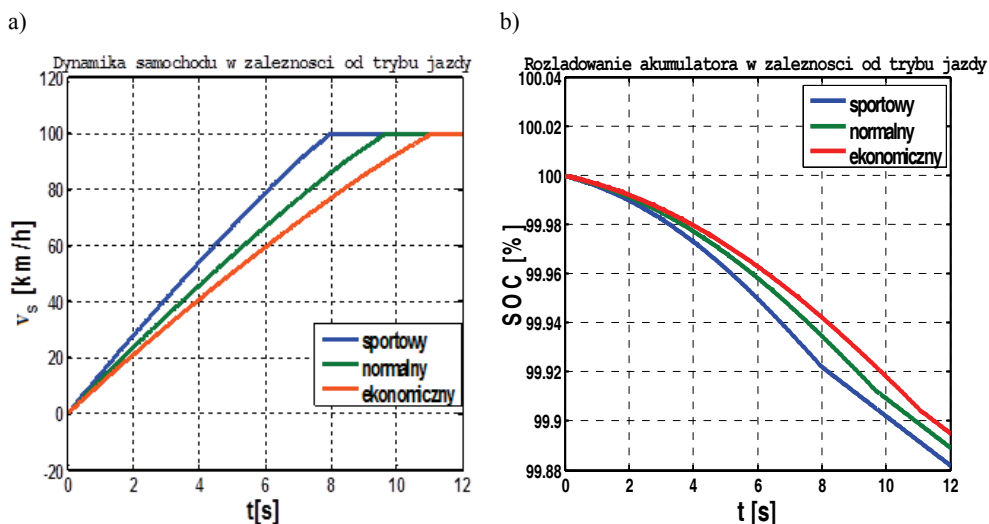 a)
Dynamika samochodu w zaleznosci od trybu jazdy
120
100
80
60
40
20
0
-20
v_s [km/h]
0 2 4 6 8 10 12
t[s]
sportowy
normalny
ekonomiczny
b)
Rozladowanie akumulatora w zaleznosci od trybu jazdy
100.04
100.02
100
99.98
99.96
99.94
99.92
99.9
99.88
SOC [%]
0 2 4 6 8 10 12
t [s]
sportowy
normalny
ekonomiczny